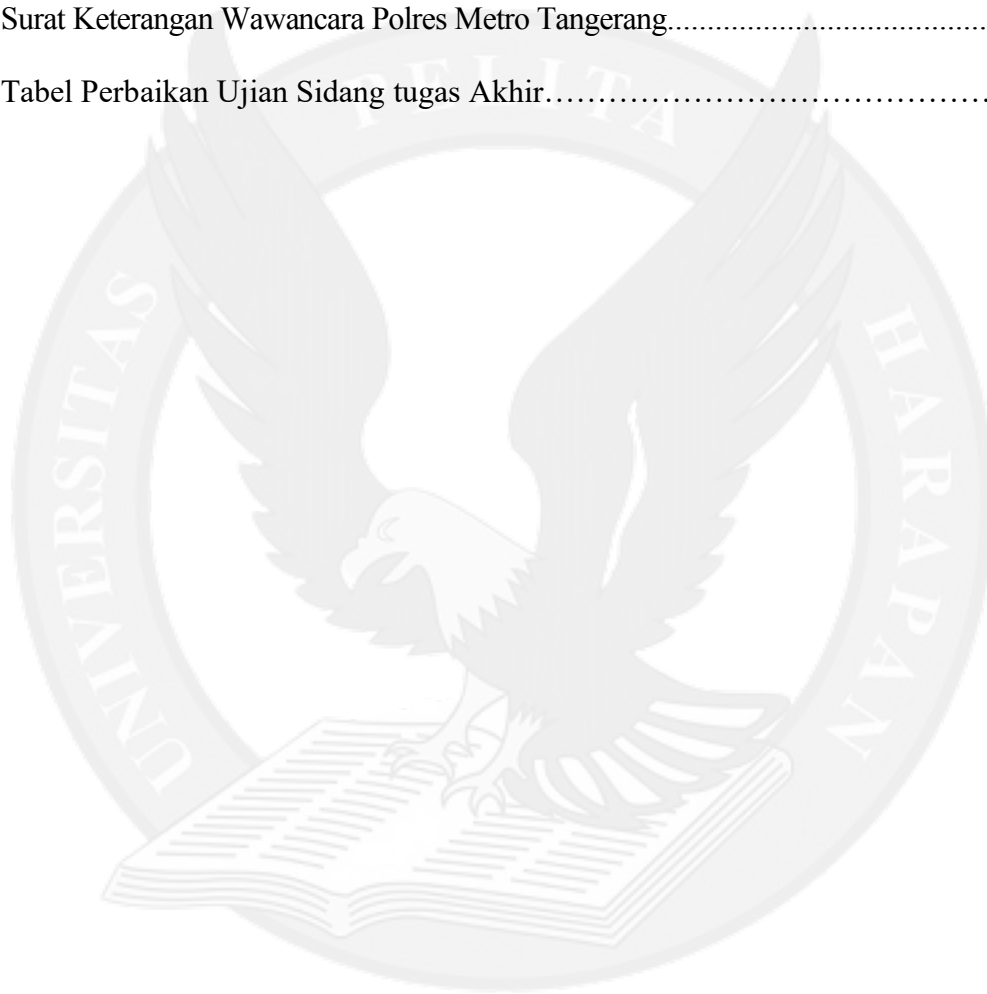 Surat Keterangan Wawancara Polres Metro Tangerang.......................................
Tabel Perbaikan Ujian Sidang tugas Akhir……………………………………
UNIVERSITAS PELITA HARAPAN